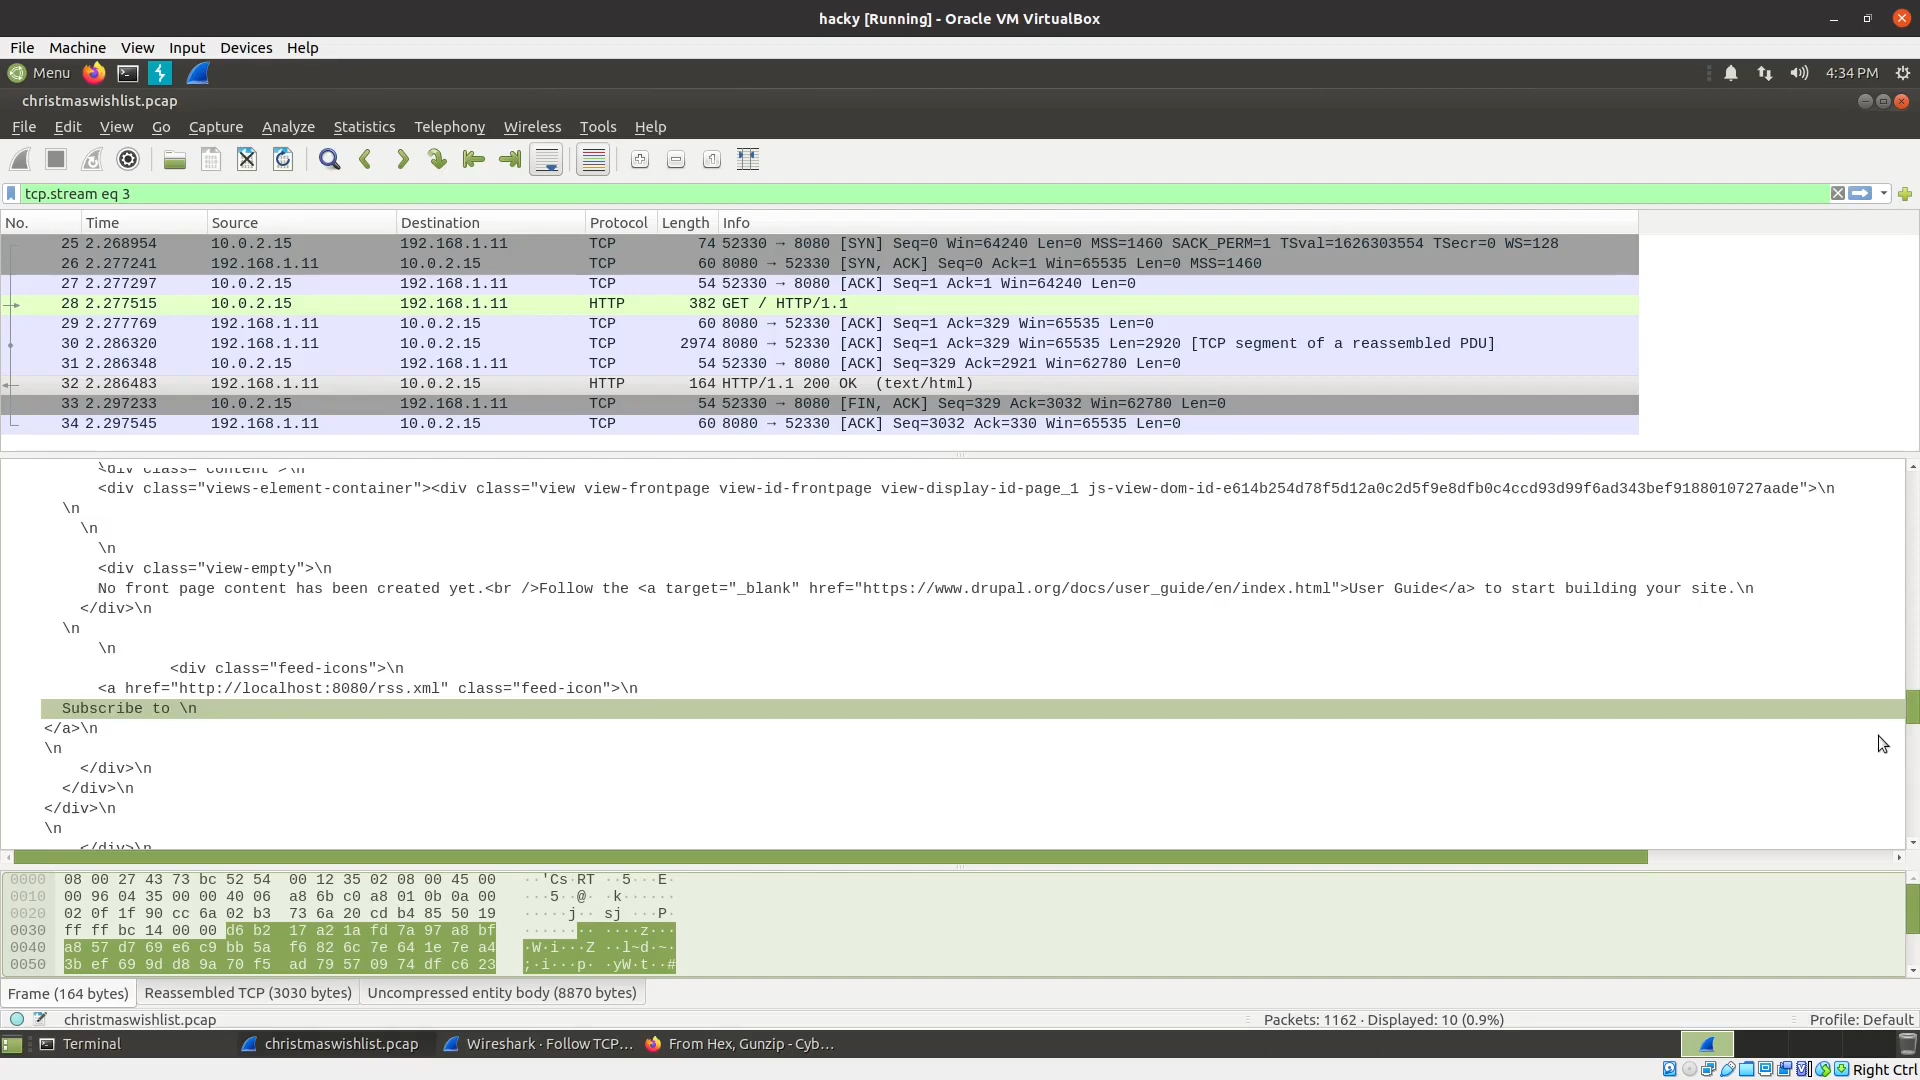 hacky [Running] - Oracle VM VirtualBox
File Machine View Input Devices Help
Menu 4:34 PM
christmaswishlist.pcap
File Edit View Go Capture Analyze Statistics Telephony Wireless Tools Help
tcp.stream eq 3
No. Time Source Destination Protocol Length Info
25 2.268954 10.0.2.15 192.168.1.11 TCP 74 52330 → 8080 [SYN] Seq=0 Win=64240 Len=0 MSS=1460 SACK_PERM=1 TSval=1626303554 TSecr=0 WS=128
26 2.277241 192.168.1.11 10.0.2.15 TCP 60 8080 → 52330 [SYN, ACK] Seq=0 Ack=1 Win=65535 Len=0 MSS=1460
27 2.277297 10.0.2.15 192.168.1.11 TCP 54 52330 → 8080 [ACK] Seq=1 Ack=1 Win=64240 Len=0
28 2.277515 10.0.2.15 192.168.1.11 HTTP 382 GET / HTTP/1.1
29 2.277769 192.168.1.11 10.0.2.15 TCP 60 8080 → 52330 [ACK] Seq=1 Ack=329 Win=65535 Len=0
30 2.286320 192.168.1.11 10.0.2.15 TCP 2974 8080 → 52330 [ACK] Seq=1 Ack=329 Win=65535 Len=2920 [TCP segment of a reassembled PDU]
31 2.286348 10.0.2.15 192.168.1.11 TCP 54 52330 → 8080 [ACK] Seq=329 Ack=2921 Win=62780 Len=0
32 2.286483 192.168.1.11 10.0.2.15 HTTP 164 HTTP/1.1 200 OK (text/html)
33 2.297233 10.0.2.15 192.168.1.11 TCP 54 52330 → 8080 [FIN, ACK] Seq=329 Ack=3032 Win=62780 Len=0
34 2.297545 192.168.1.11 10.0.2.15 TCP 60 8080 → 52330 [ACK] Seq=3032 Ack=330 Win=65535 Len=0
<div class="content">\n
<div class="views-element-container"><div class="view view-frontpage view-id-frontpage view-display-id-page_1 js-view-dom-id-e614b254d78f5d12a0c2d5f9e8dfb0c4ccd93d99f6ad343bef9188010727aade">\n
\n
\n
\n
<div class="view-empty">\n
No front page content has been created yet.<br />Follow the <a target="_blank" href="https://www.drupal.org/docs/user_guide/en/index.html">User Guide</a> to start building your site.\n
</div>\n
\n
\n
<div class="feed-icons">\n
<a href="http://localhost:8080/rss.xml" class="feed-icon">\n
Subscribe to \n
</a>\n
\n
</div>\n
</div>\n
</div>\n
\n
</div>\n
0000 08 00 27 43 73 bc 52 54 00 12 35 02 08 00 45 00 ··'Cs·RT ··5···E·
0010 00 96 04 35 00 00 40 06 a8 6b c0 a8 01 0b 0a 00 ···5··@· ·k······
0020 02 0f 1f 90 cc 6a 02 b3 73 6a 20 cd b4 85 50 19 ·····j·· sj ···P·
0030 ff ff bc 14 00 00 d6 b2 17 a2 1a fd 7a 97 a8 bf ········ ····z···
0040 a8 57 d7 69 e6 c9 bb 5a f6 82 6c 7e 64 1e 7e a4 ·W·i···Z ··l~d·~·
0050 3b ef 69 9d d8 9a 70 f5 ad 79 57 09 74 df c6 23 ;·i···p· ·yW·t··#
Frame (164 bytes) Reassembled TCP (3030 bytes) Uncompressed entity body (8870 bytes)
christmaswishlist.pcap Packets: 1162 · Displayed: 10 (0.9%) Profile: Default
Terminal christmaswishlist.pcap Wireshark · Follow TCP... From Hex, Gunzip - Cyb...
Right Ctrl